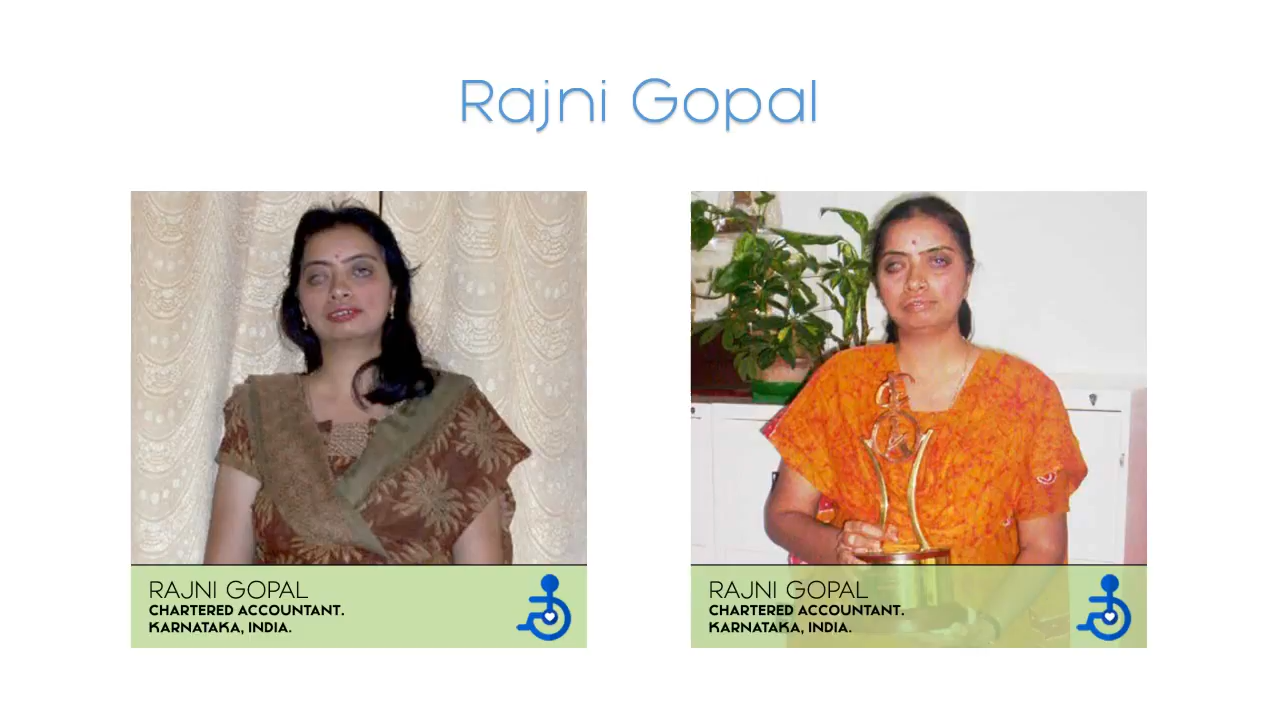 Rajni Gopal
RAJNI GOPAL
CHARTERED ACCOUNTANT.
KARNATAKA, INDIA.
RAJNI GOPAL
CHARTERED ACCOUNTANT.
KARNATAKA, INDIA.